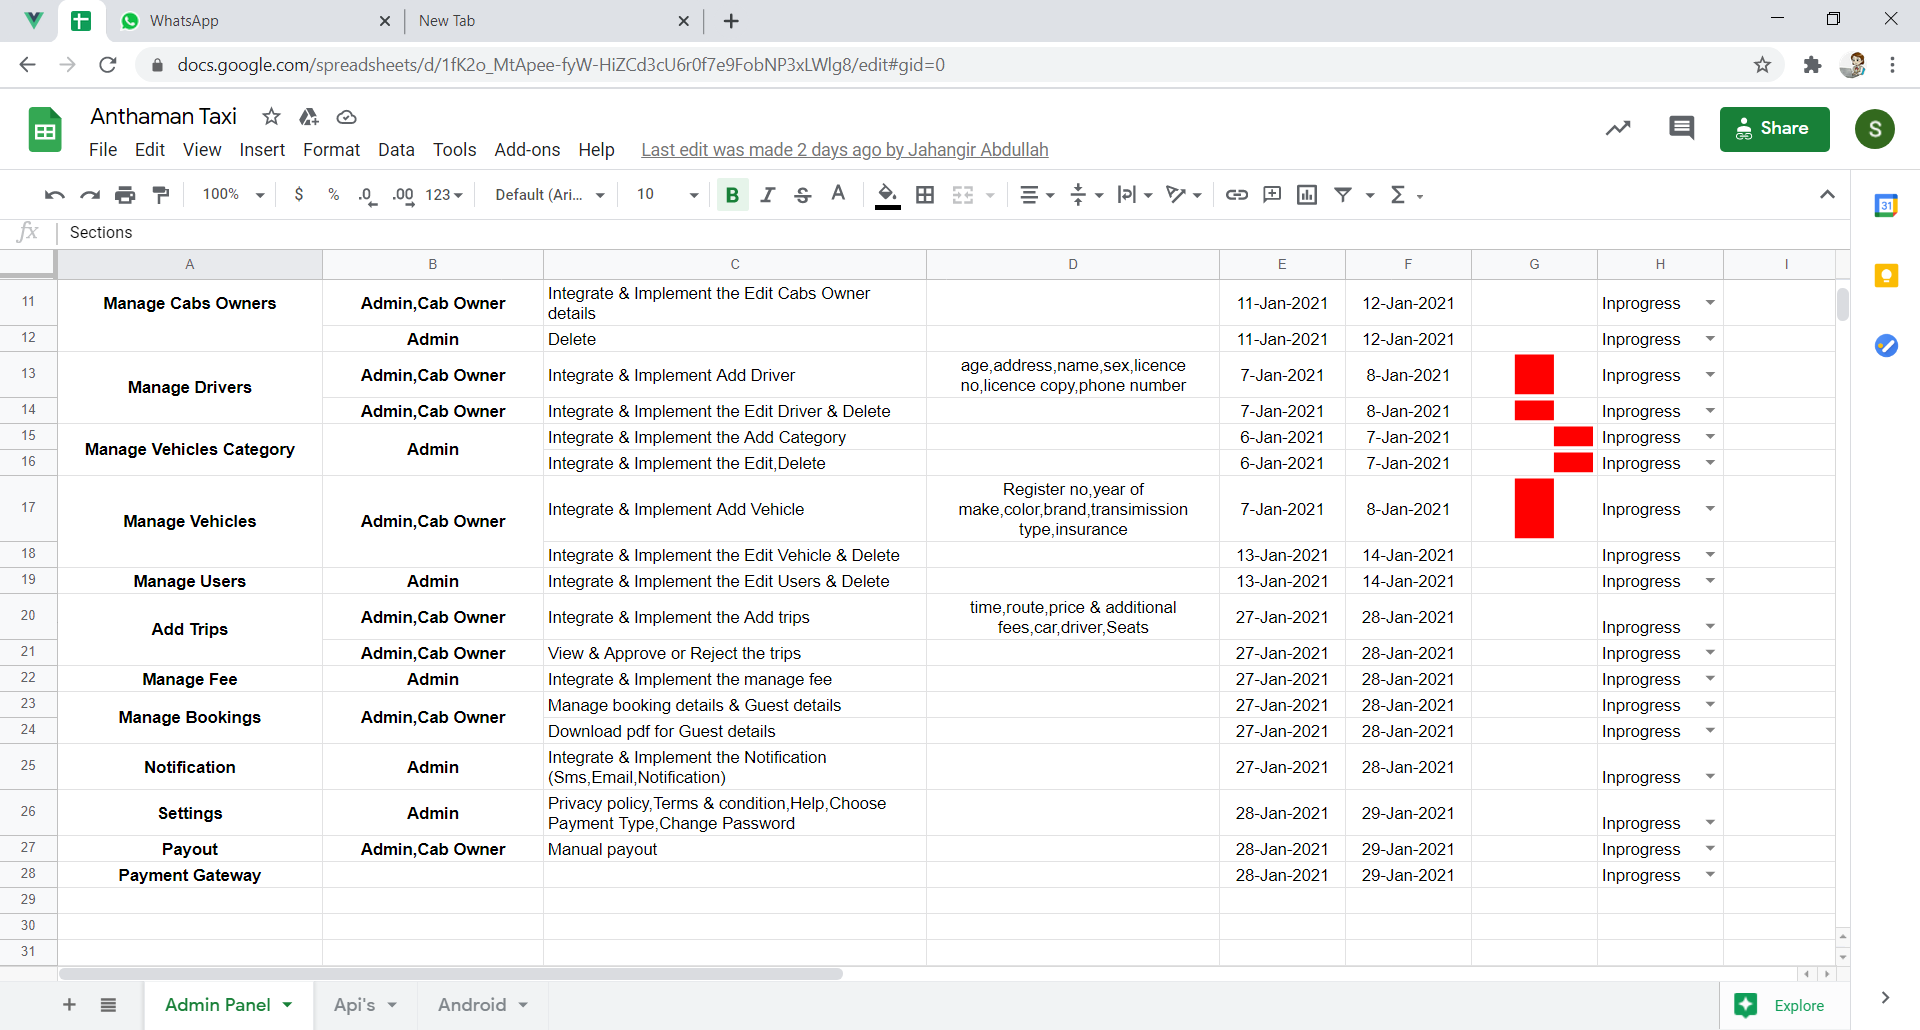 WhatsApp
New Tab
docs.google.com/spreadsheets/d/1fK2o_MtApee-fyW-HiZCd3cU6r0f7e9FobNP3xLWlg8/edit#gid=0
Anthaman Taxi
Share
S
File Edit View Insert Format Data Tools Add-ons Help Last edit was made 2 days ago by Jahangir Abdullah
100% $ % .0 .00 123 Default (Ari... 10 B I S A
31
fx Sections
A B C D E F G H I
11 Manage Cabs Owners Admin,Cab Owner Integrate & Implement the Edit Cabs Owner
details 11-Jan-2021 12-Jan-2021 Inprogress
12 Admin Delete 11-Jan-2021 12-Jan-2021 Inprogress
13 Manage Drivers Admin,Cab Owner Integrate & Implement Add Driver age,address,name,sex,licence
no,licence copy,phone number 7-Jan-2021 8-Jan-2021 Inprogress
14 Admin,Cab Owner Integrate & Implement the Edit Driver & Delete 7-Jan-2021 8-Jan-2021 Inprogress
15 Manage Vehicles Category Admin Integrate & Implement the Add Category 6-Jan-2021 7-Jan-2021 Inprogress
16 Integrate & Implement the Edit,Delete 6-Jan-2021 7-Jan-2021 Inprogress
17 Manage Vehicles Admin,Cab Owner Integrate & Implement Add Vehicle Register no,year of
make,color,brand,transimission
type,insurance 7-Jan-2021 8-Jan-2021 Inprogress
18 Integrate & Implement the Edit Vehicle & Delete 13-Jan-2021 14-Jan-2021 Inprogress
19 Manage Users Admin Integrate & Implement the Edit Users & Delete 13-Jan-2021 14-Jan-2021 Inprogress
20 Add Trips Admin,Cab Owner Integrate & Implement the Add trips time,route,price & additional
fees,car,driver,Seats 27-Jan-2021 28-Jan-2021 Inprogress
21 Admin,Cab Owner View & Approve or Reject the trips 27-Jan-2021 28-Jan-2021 Inprogress
22 Manage Fee Admin Integrate & Implement the manage fee 27-Jan-2021 28-Jan-2021 Inprogress
23 Manage Bookings Admin,Cab Owner Manage booking details & Guest details 27-Jan-2021 28-Jan-2021 Inprogress
24 Download pdf for Guest details 27-Jan-2021 28-Jan-2021 Inprogress
25 Notification Admin Integrate & Implement the Notification
(Sms,Email,Notification) 27-Jan-2021 28-Jan-2021 Inprogress
26 Settings Admin Privacy policy,Terms & condition,Help,Choose
Payment Type,Change Password 28-Jan-2021 29-Jan-2021 Inprogress
27 Payout Admin,Cab Owner Manual payout 28-Jan-2021 29-Jan-2021 Inprogress
28 Payment Gateway 28-Jan-2021 29-Jan-2021 Inprogress
29
30
31
Admin Panel Api's Android Explore